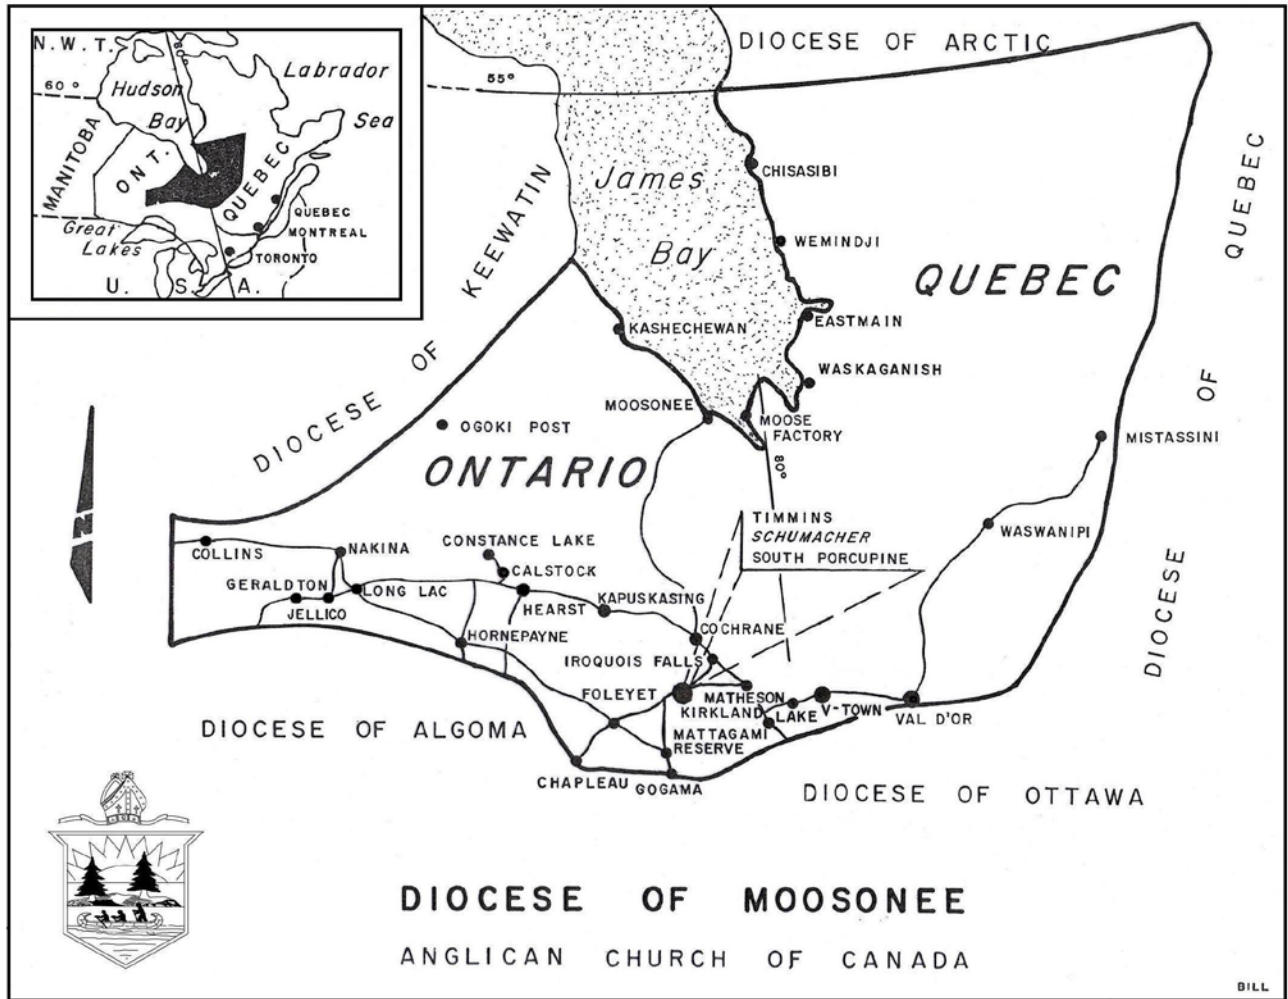 N.W.T.
60°
80°
Hudson
Bay
Labrador
Sea
MANITOBA
ONT.
QUEBEC
Great
Lakes
QUEBEC
MONTREAL
TORONTO
U. S. A.
DIOCESE OF ARCTIC
55°
James
Bay
CHISASIBI
WEMINDJI
EASTMAIN
WASKAGANISH
QUEBEC
DIOCESE OF QUEBEC
DIOCESE OF KEEWATIN
KASHECHEWAN
MOOSONEE
MOOSE
FACTORY
80°
OGOKI POST
ONTARIO
MISTASSINI
WASWANIPI
TIMMINS
SCHUMACHER
SOUTH PORCUPINE
N
COLLINS
NAKINA
CONSTANCE LAKE
CALSTOCK
GERALDTON
LONG LAC
JELLICO
HEARST
KAPUSKASING
HORNEPAYNE
COCHRANE
IROQUOIS FALLS
FOLEYET
MATHESON
KIRKLAND LAKE
V-TOWN
VAL D'OR
MATTAGAMI
RESERVE
CHAPLEAU
GOGAMA
DIOCESE OF ALGOMA
DIOCESE OF OTTAWA
DIOCESE OF MOOSONEE
ANGLICAN CHURCH OF CANADA
BILL